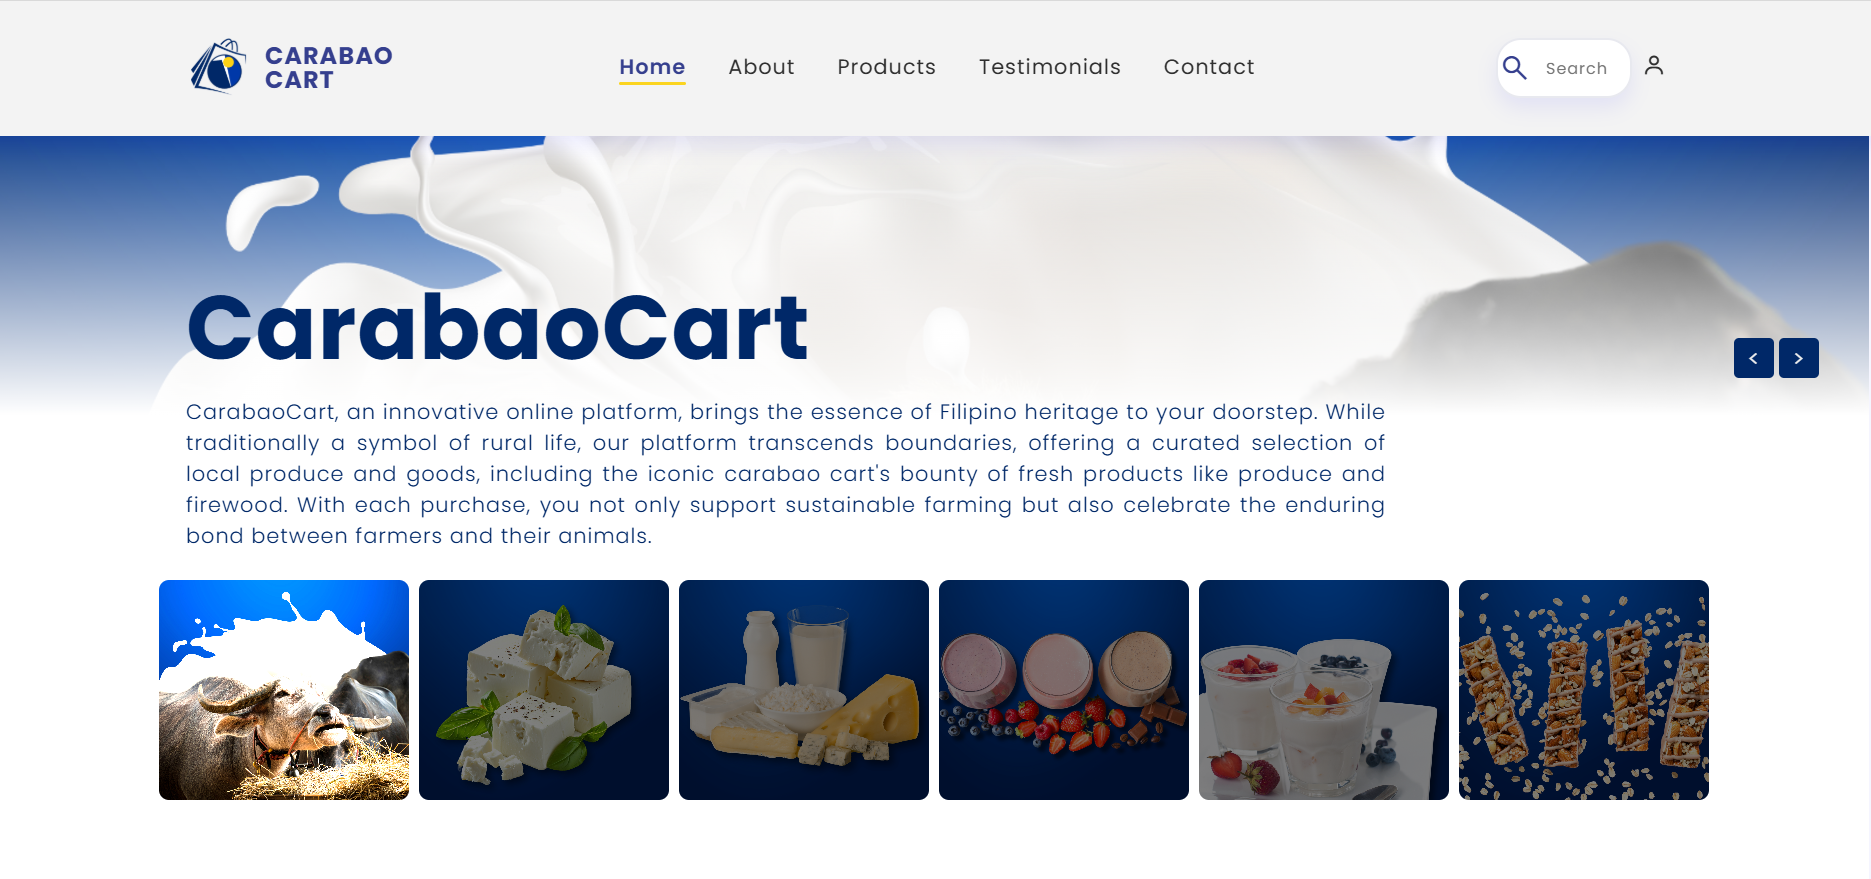 CARABAO
CART
Home
About
Products
Testimonials
Contact
Search
CarabaoCart
CarabaoCart, an innovative online platform, brings the essence of Filipino heritage to your doorstep. While
traditionally a symbol of rural life, our platform transcends boundaries, offering a curated selection of
local produce and goods, including the iconic carabao cart's bounty of fresh products like produce and
firewood. With each purchase, you not only support sustainable farming but also celebrate the enduring
bond between farmers and their animals.